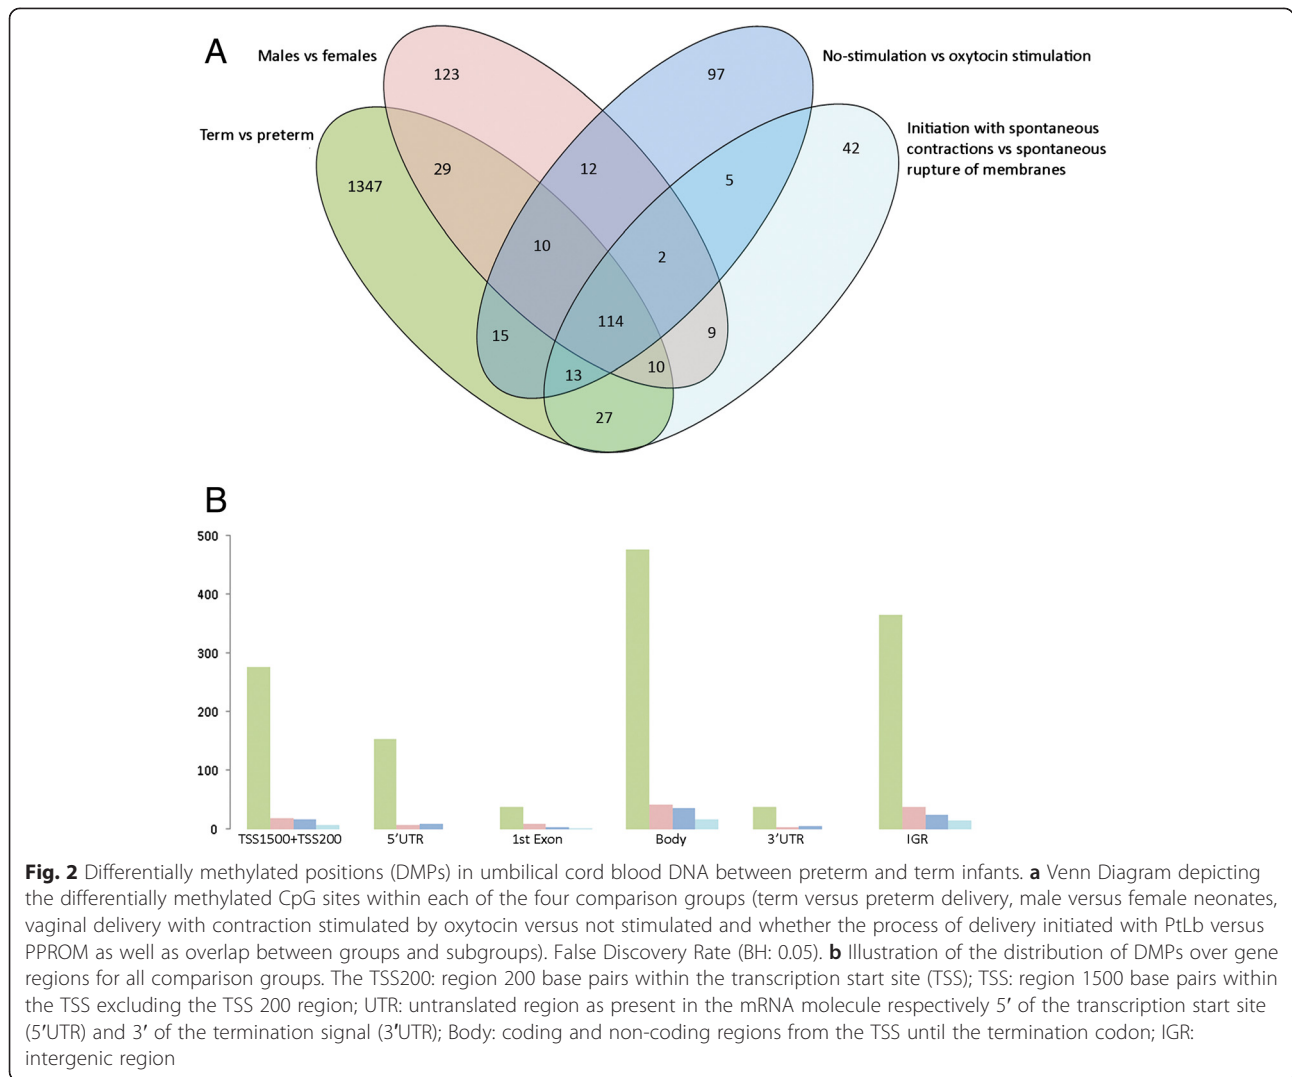 A
Males vs females
No-stimulation vs oxytocin stimulation
123
97
Term vs preterm
Initiation with spontaneous
contractions vs spontaneous
rupture of membranes
42
1347
29
12
5
10
2
15
114
9
13
10
27
B
500
400
300
200
100
0
TSS1500+TSS200 5'UTR 1st Exon Body 3'UTR IGR
Fig. 2 Differentially methylated positions (DMPs) in umbilical cord blood DNA between preterm and term infants. a Venn Diagram depicting
the differentially methylated CpG sites within each of the four comparison groups (term versus preterm delivery, male versus female neonates,
vaginal delivery with contraction stimulated by oxytocin versus not stimulated and whether the process of delivery initiated with PtLb versus
PPROM as well as overlap between groups and subgroups). False Discovery Rate (BH: 0.05). b Illustration of the distribution of DMPs over gene
regions for all comparison groups. The TSS200: region 200 base pairs within the transcription start site (TSS); TSS: region 1500 base pairs within
the TSS excluding the TSS 200 region; UTR: untranslated region as present in the mRNA molecule respectively 5′ of the transcription start site
(5′UTR) and 3′ of the termination signal (3′UTR); Body: coding and non-coding regions from the TSS until the termination codon; IGR:
intergenic region